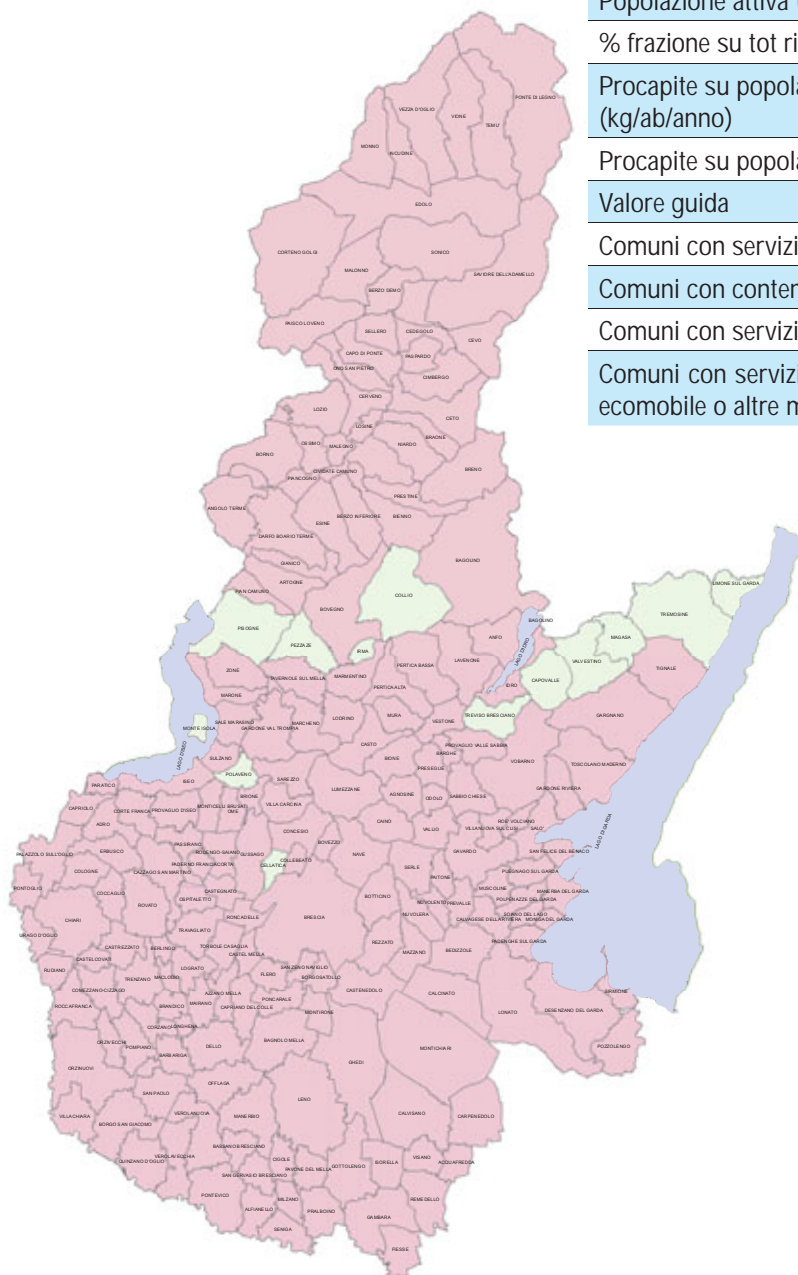 Popolazione attiva
% frazione su tot ri
Procapite su popola
(kg/ab/anno)
Procapite su popola
Valore guida
Comuni con servizi
Comuni con conten
Comuni con servizi
Comuni con servizi
ecomobile o altre m
PONTE DI LEGNO
VEZZA D'OGLIO
VIONE
TEMU'
MONNO
INCUDINE
EDOLO
CORTENO GOLGI
SONICO
MALONNO
SAVIORE DELL'ADAMELLO
BERZO DEMO
PAISCO LOVENO
SELLERO
CEDEGOLO
CEVO
CAPO DI PONTE
PASPARDO
ONO SAN PIETRO
CIMBERGO
CERVENO
LOZIO
LOSINE
CETO
OSSIMO
MALEGNO
NIARDO
BRAONE
BORNO
CIVIDATE CAMUNO
BRENO
PIANCOGNO
PRESTINE
ANGOLO TERME
ESINE
BERZO INFERIORE
BIENNO
DARFO BOARIO TERME
BAGOLINO
GIANICO
ARTOGNE
PIAN CAMUNO
BOVEGNO
COLLIO
LIMONE SUL GARDA
TREMOSINE
PISOGNE
PEZZAZE
IRMA
BAGOLINO
ANFO
LAGO D'IDRO
MAGASA
VALVESTINO
TIGNALE
ZONE
TAVERNOLE SUL MELLA
MARMENTINO
PERTICA BASSA
LAVENONE
IDRO
CAPOVALLE
MARONE
PERTICA ALTA
TREVISO BRESCIANO
GARGNANO
MONTE ISOLA
SALE MARASINO
GARDONE VAL TROMPIA
MARCHENO
LODRINO
MURA
VESTONE
LAGO D'ISEO
SULZANO
CASTO
PROVAGLIO VALLE SABBIA
BARGHE
VOBARNO
TOSCOLANO MADERNO
POLAVENO
BIONE
PRESEGLIE
PARATICO
ISEO
SAREZZO
LUMEZZANE
AGNOSINE
ODOLO
SABBIO CHIESE
GARDONE RIVIERA
CAPRIOLO
CORTE FRANCA
PROVAGLIO D'ISEO
MONTICELLI BRUSATI
OME
BRIONE
VILLA CARCINA
ADRO
CONCESIO
CAINO
VALLIO
VILLANUOVA SUL CLISI
ROE' VOLCIANO
SALO'
LAGO DI GARDA
PALAZZOLO SULL'OGLIO
ERBUSCO
PASSIRANO
RODENGO-SAIANO
GUSSAGO
CELLATICA
COLLEBEATO
BOVEZZO
NAVE
GAVARDO
SAN FELICE DEL BENACO
PONTOGLIO
COLOGNE
CAZZAGO SAN MARTINO
PADERNO FRANCIACORTA
SERLE
PAITONE
PUEGNAGO SUL GARDA
COCCAGLIO
CASTEGNATO
BOTTICINO
NUVOLENTO
PREVALLE
MUSCOLINE
MANERBA DEL GARDA
POLPENAZZE DEL GARDA
CHIARI
ROVATO
OSPITALETTO
RONCADELLE
BRESCIA
NUVOLERA
SOIANO DEL LAGO
CALVAGESE DELLA RIVIERA
MONIGA DEL GARDA
URAGO D'OGLIO
CASTREZZATO
TRAVAGLIATO
REZZATO
MAZZANO
BEDIZZOLE
PADENGHE SUL GARDA
CASTELCOVATI
BERLINGO
TORBOLE CASAGLIA
CASTEL MELLA
RUDIANO
TRENZANO
MACLODIO
LOGRATO
FLERO
SAN ZENO NAVIGLIO
BORGOSATOLLO
SIRMIONE
COMEZZANO-CIZZAGO
AZZANO MELLA
PONCARALE
CASTENEDOLO
CALCINATO
ROCCAFRANCA
BRANDICO
MAIRANO
CAPRIANO DEL COLLE
MONTIRONE
LONATO
DESENZANO DEL GARDA
CORZANO
LONGHENA
ORZIVECCHI
POMPIANO
BARBARIGA
DELLO
BAGNOLO MELLA
MONTICHIARI
POZZOLENGO
ORZINUOVI
GHEDI
OFFLAGA
SAN PAOLO
LENO
VILLACHIARA
VEROLANUOVA
MANERBIO
CALVISANO
CARPENEDOLO
BORGO SAN GIACOMO
BASSANO BRESCIANO
QUINZANO D'OGLIO
VEROLAVECCHIA
CIGOLE
PAVONE DEL MELLA
GOTTOLENGO
ISORELLA
VISANO
ACQUAFREDDA
SAN GERVASIO BRESCIANO
PONTEVICO
MILZANO
REMEDELLO
ALFIANELLO
PRALBOINO
GAMBARA
SENIGA
FIESSE